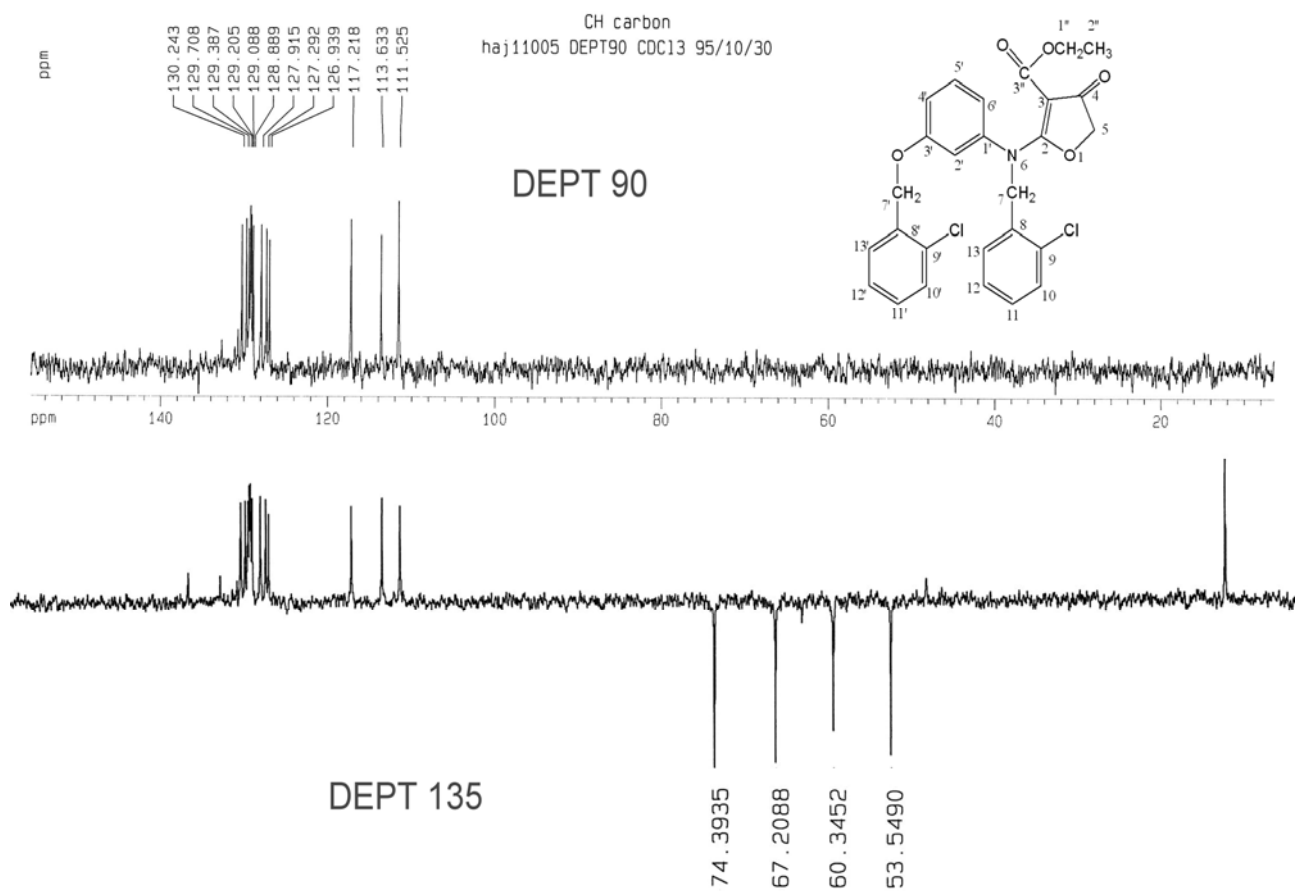 CH carbon
haj11005 DEPT90 CDC13 95/10/30
ppm
130.243
129.708
129.387
129.205
129.088
128.889
127.915
127.292
126.939
117.218
113.633
111.525
DEPT 90
1" 2"
O OCH₂CH₃
C
3"
O
5'
4' 6'
3 4
3' 2' 1'
N 2 5
6 O 1
O
CH₂ CH₂
7' 7
8' Cl 8 Cl
13' 9' 13 9
12' 10' 12 10
11' 11
ppm 140 120 100 80 60 40 20
DEPT 135
74.3935
67.2088
60.3452
53.5490